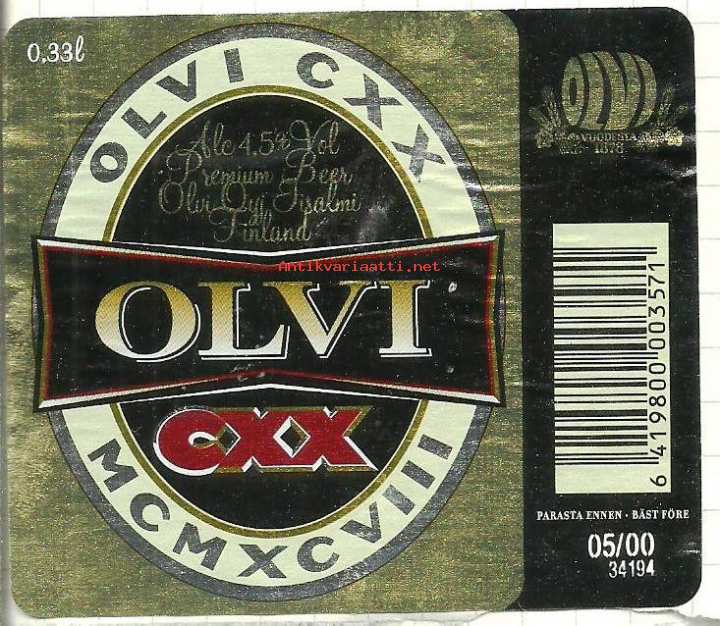 0,33ℓ
OLVI CXX
Alc 4,5% Vol
Premium Beer
Olvi Oyj Iisalmi
Finland
Antikvariaatti.net
OLVI
CXX
MCMXCVIII
OLVI
VUODESTA
1878
6 419800 003571
PARASTA ENNEN · BÄST FÖRE
05/00
34194